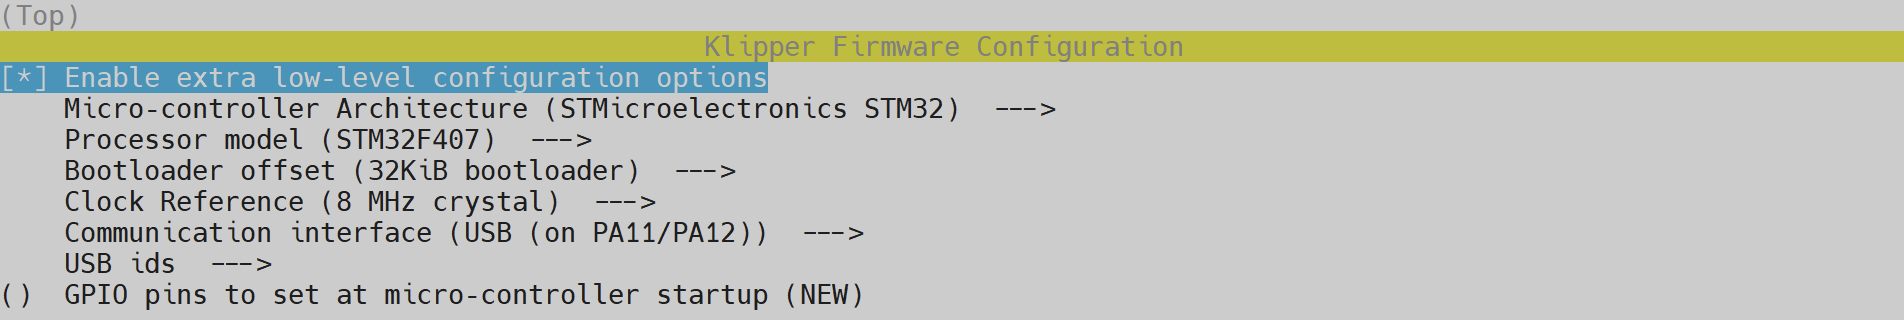 (Top)
Klipper Firmware Configuration
[*] Enable extra low-level configuration options
    Micro-controller Architecture (STMicroelectronics STM32)  --->
    Processor model (STM32F407)  --->
    Bootloader offset (32KiB bootloader)  --->
    Clock Reference (8 MHz crystal)  --->
    Communication interface (USB (on PA11/PA12))  --->
    USB ids  --->
()  GPIO pins to set at micro-controller startup (NEW)